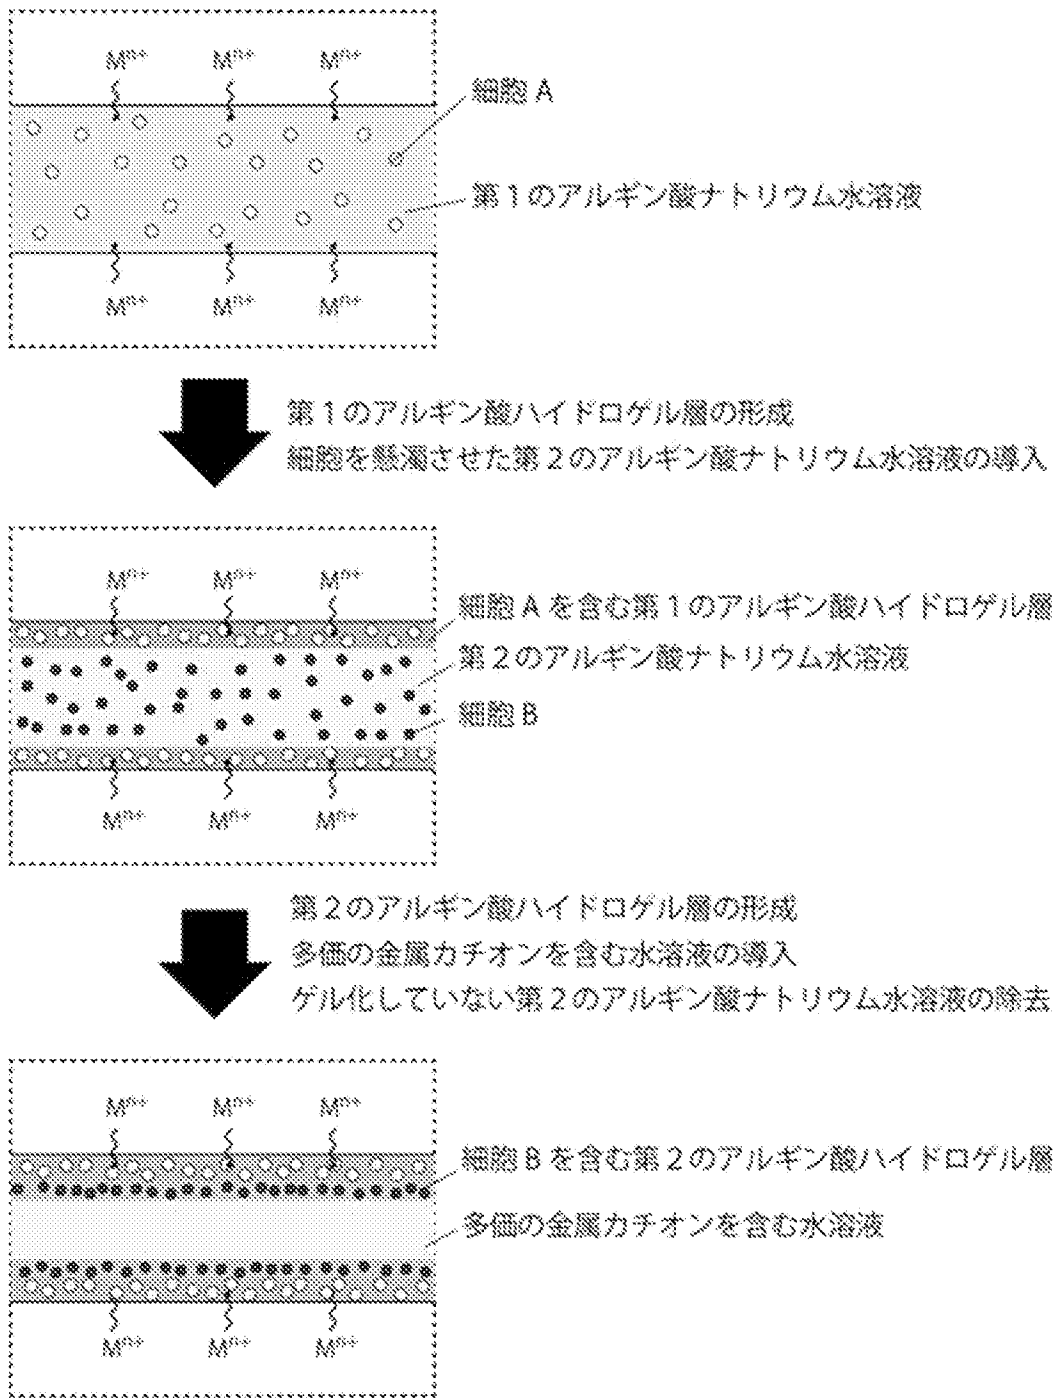 Mⁿ⁺ Mⁿ⁺ Mⁿ⁺
細胞 A
第1のアルギン酸ナトリウム水溶液
Mⁿ⁺ Mⁿ⁺ Mⁿ⁺
第1のアルギン酸ハイドロゲル層の形成
細胞を懸濁させた第2のアルギン酸ナトリウム水溶液の導入
Mⁿ⁺ Mⁿ⁺ Mⁿ⁺
細胞 A を含む第1のアルギン酸ハイドロゲル層
第2のアルギン酸ナトリウム水溶液
細胞 B
Mⁿ⁺ Mⁿ⁺ Mⁿ⁺
第2のアルギン酸ハイドロゲル層の形成
多価の金属カチオンを含む水溶液の導入
ゲル化していない第2のアルギン酸ナトリウム水溶液の除去
Mⁿ⁺ Mⁿ⁺ Mⁿ⁺
細胞 B を含む第2のアルギン酸ハイドロゲル層
多価の金属カチオンを含む水溶液
Mⁿ⁺ Mⁿ⁺ Mⁿ⁺